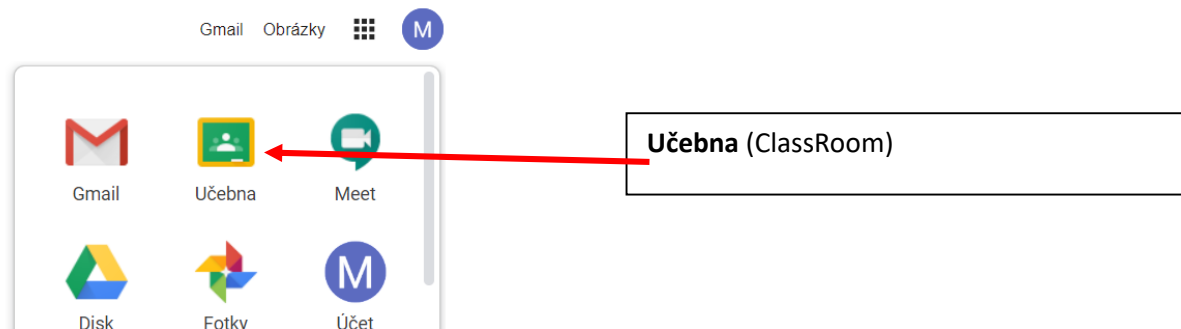 Gmail Obrázky M
Učebna (ClassRoom)
Gmail Učebna Meet
M
Disk Fotky Účet